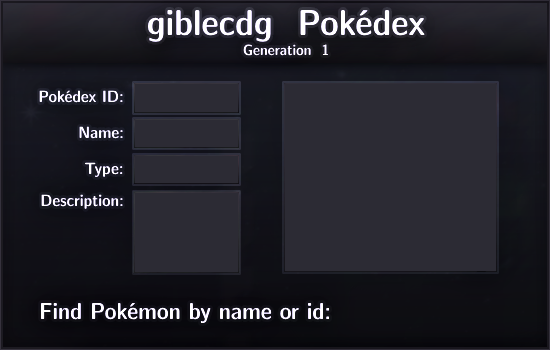 giblecdg Pokédex
Generation 1
Pokédex ID:
Name:
Type:
Description:
Find Pokémon by name or id: